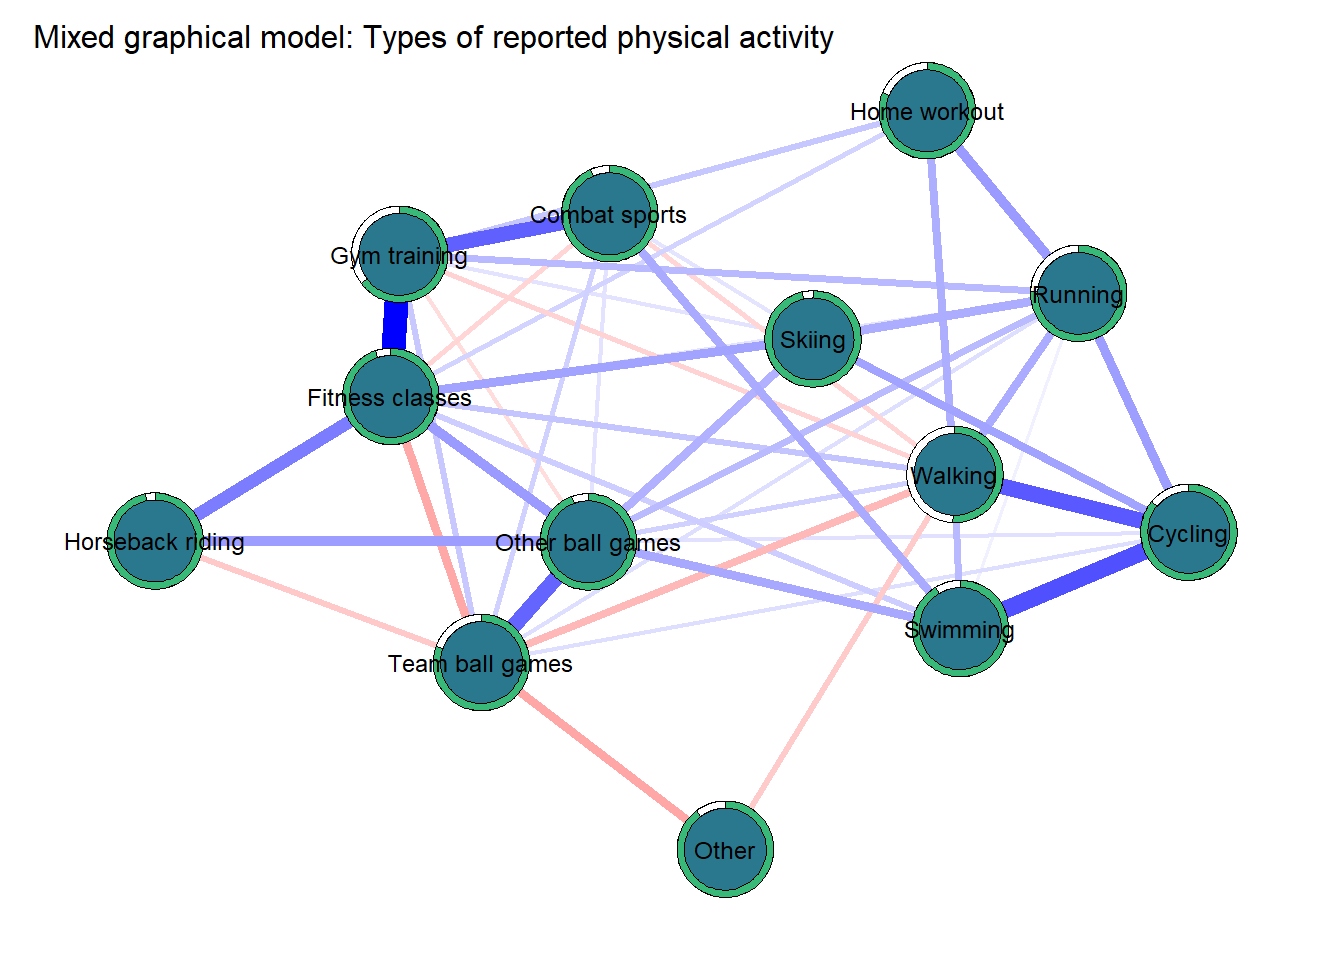 Mixed graphical model: Types of reported physical activity
Home workout
Combat sports
Gym training
Running
Skiing
Fitness classes
Walking
Cycling
Horseback riding
Other ball games
Swimming
Team ball games
Other